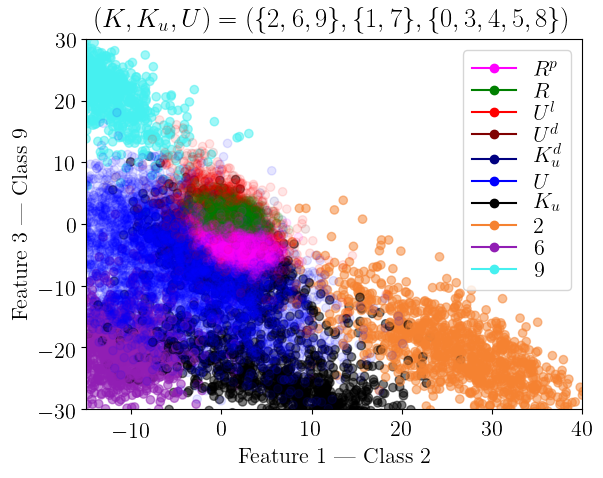 (K, K_u, U) = ({2, 6, 9}, {1, 7}, {0, 3, 4, 5, 8})
30
20
10
0
−10
−20
−30
Feature 3 — Class 9
R^p
R
U^l
U^d
K_u^d
U
K_u
2
6
9
−10
0
10
20
30
40
Feature 1 — Class 2